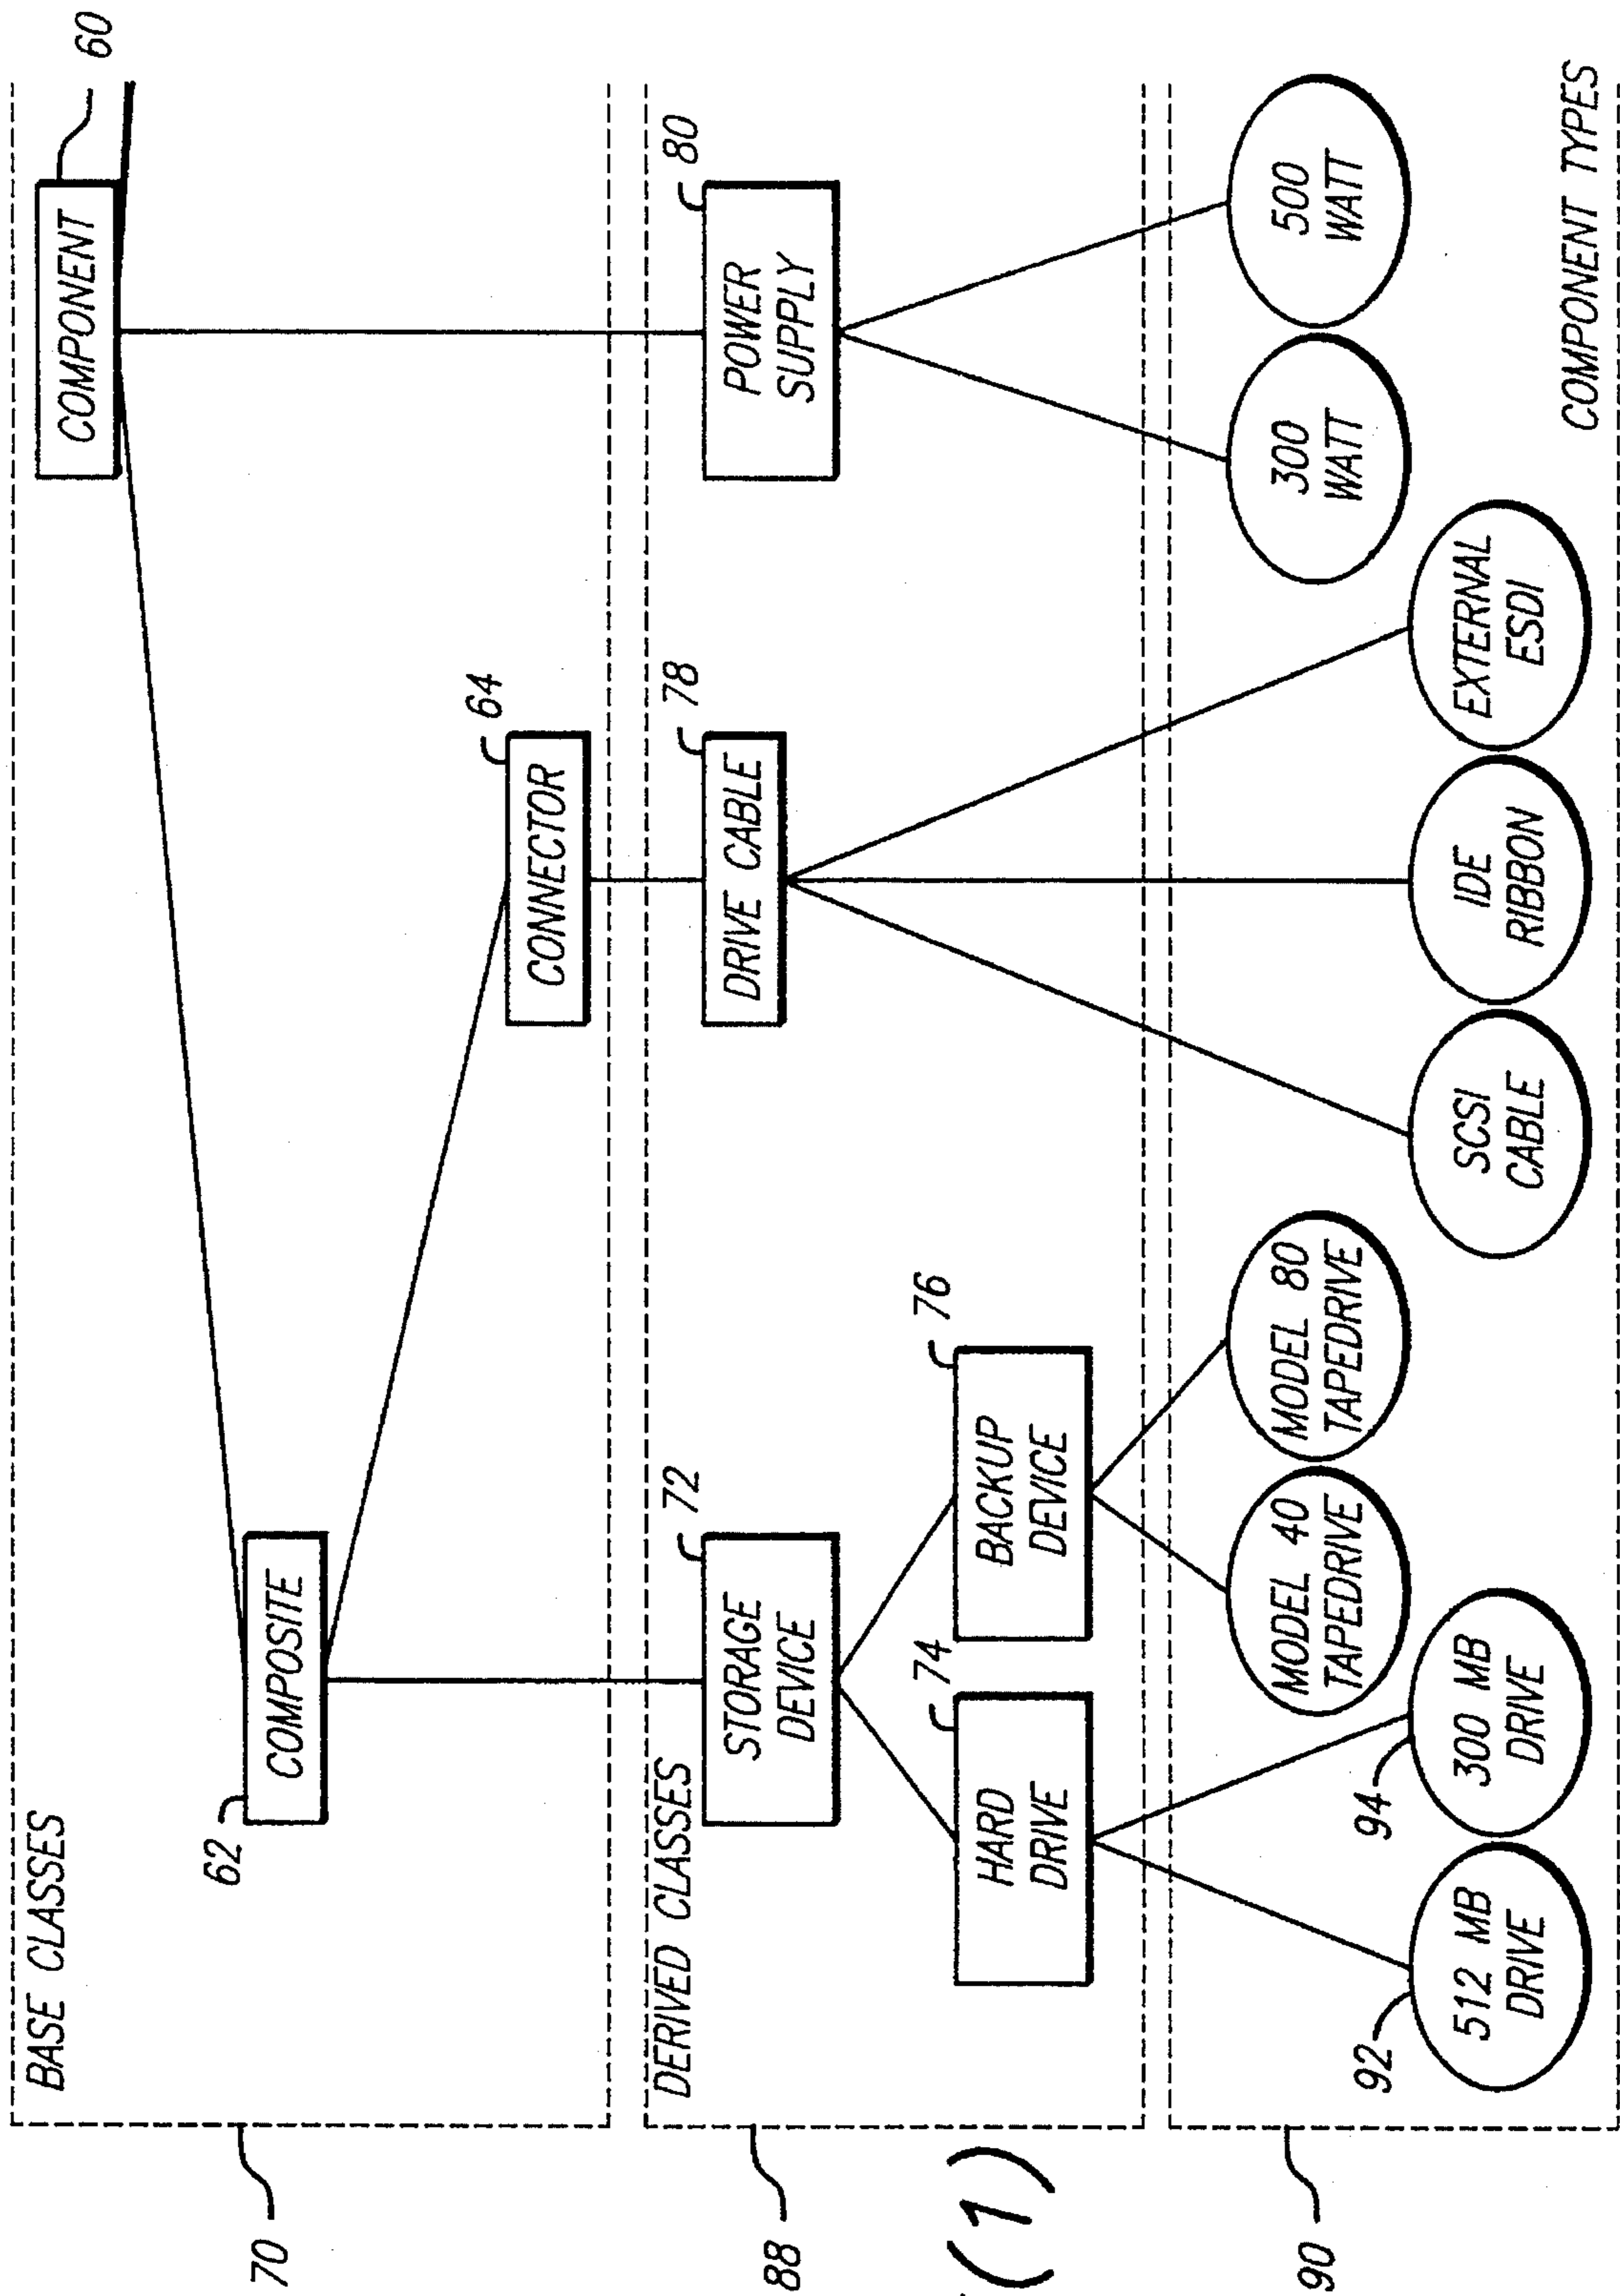 BASE CLASSES
COMPONENT
60
62
COMPOSITE
CONNECTOR
64
70
DERIVED CLASSES
STORAGE
DEVICE
72
DRIVE CABLE
78
POWER
SUPPLY
80
HARD
DRIVE
74
BACKUP
DEVICE
76
88
(1)
MODEL 40
TAPEDRIVE
MODEL 80
TAPEDRIVE
300
WATT
500
WATT
92
512 MB
DRIVE
94
300 MB
DRIVE
SCSI
CABLE
IDE
RIBBON
EXTERNAL
ESDI
90
COMPONENT TYPES